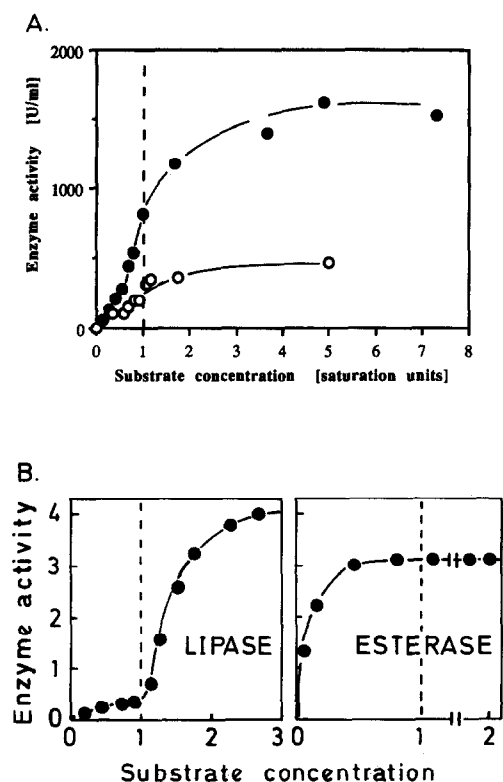 A.
Enzyme activity [U/ml]
2000
1000
0
0 1 2 3 4 5 6 7 8
Substrate concentration [saturation units]
B.
Enzyme activity
4
3
2
1
0
LIPASE
ESTERASE
0 1 2 3
0 1 2
Substrate concentration